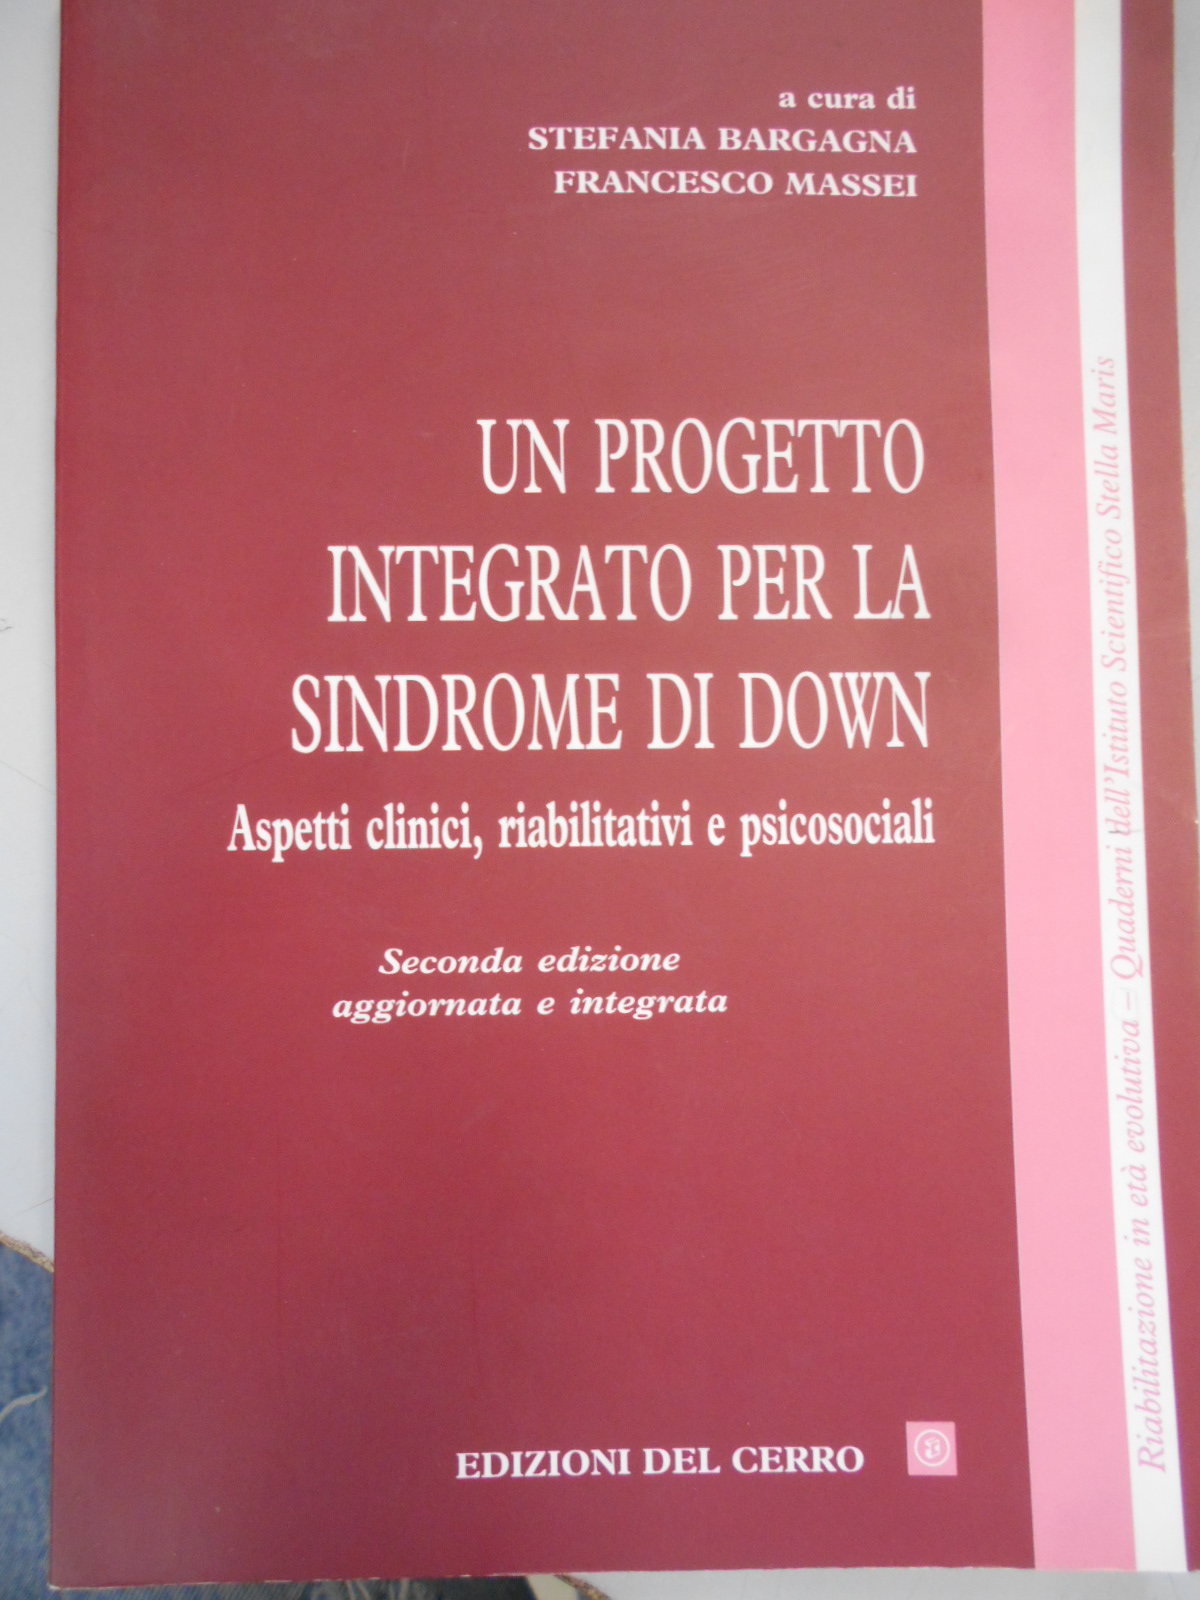 a cura di
STEFANIA BARGAGNA
FRANCESCO MASSEI
UN PROGETTO
INTEGRATO PER LA
SINDROME DI DOWN
Aspetti clinici, riabilitativi e psicosociali
Seconda edizione
aggiornata e integrata
EDIZIONI DEL CERRO
Riabilitazione in età evolutiva = Quaderni dell'Istituto Scientifico Stella Maris